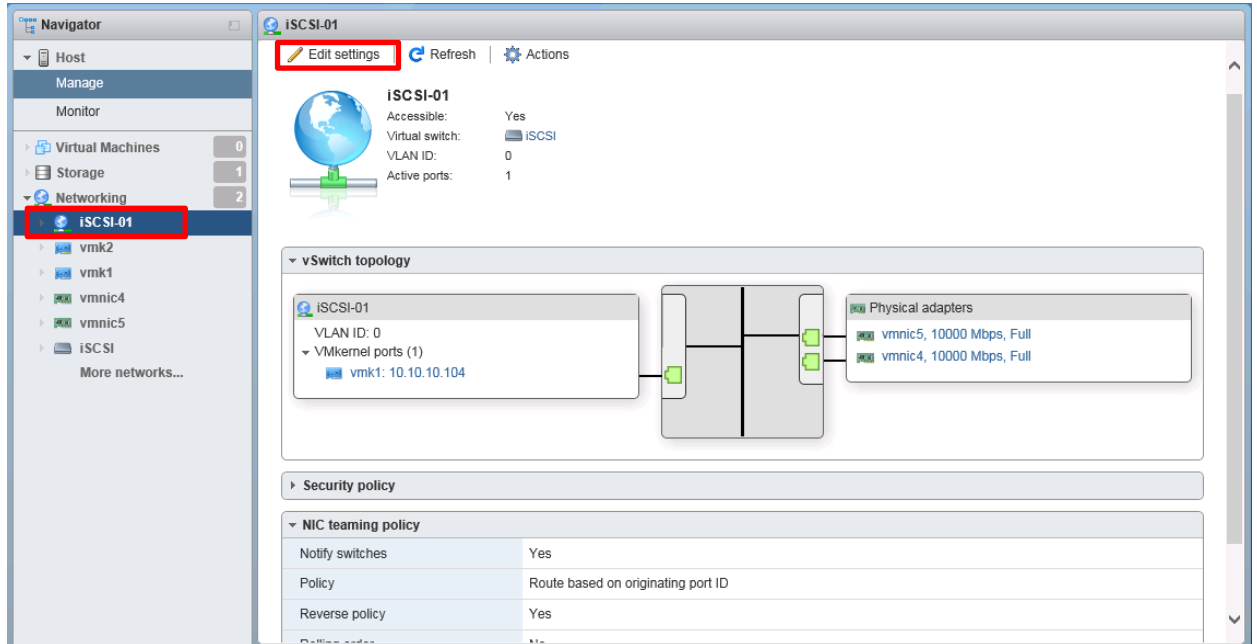 Navigator
Host
Manage
Monitor
Virtual Machines 0
Storage 1
Networking 2
iSCSI-01
vmk2
vmk1
vmnic4
vmnic5
iSCSI
More networks...
iSCSI-01
Edit settings Refresh Actions
iSCSI-01
Accessible: Yes
Virtual switch: iSCSI
VLAN ID: 0
Active ports: 1
vSwitch topology
iSCSI-01
VLAN ID: 0
VMkernel ports (1)
vmk1: 10.10.10.104
Physical adapters
vmnic5, 10000 Mbps, Full
vmnic4, 10000 Mbps, Full
Security policy
NIC teaming policy
Notify switches Yes
Policy Route based on originating port ID
Reverse policy Yes
Rolling order No